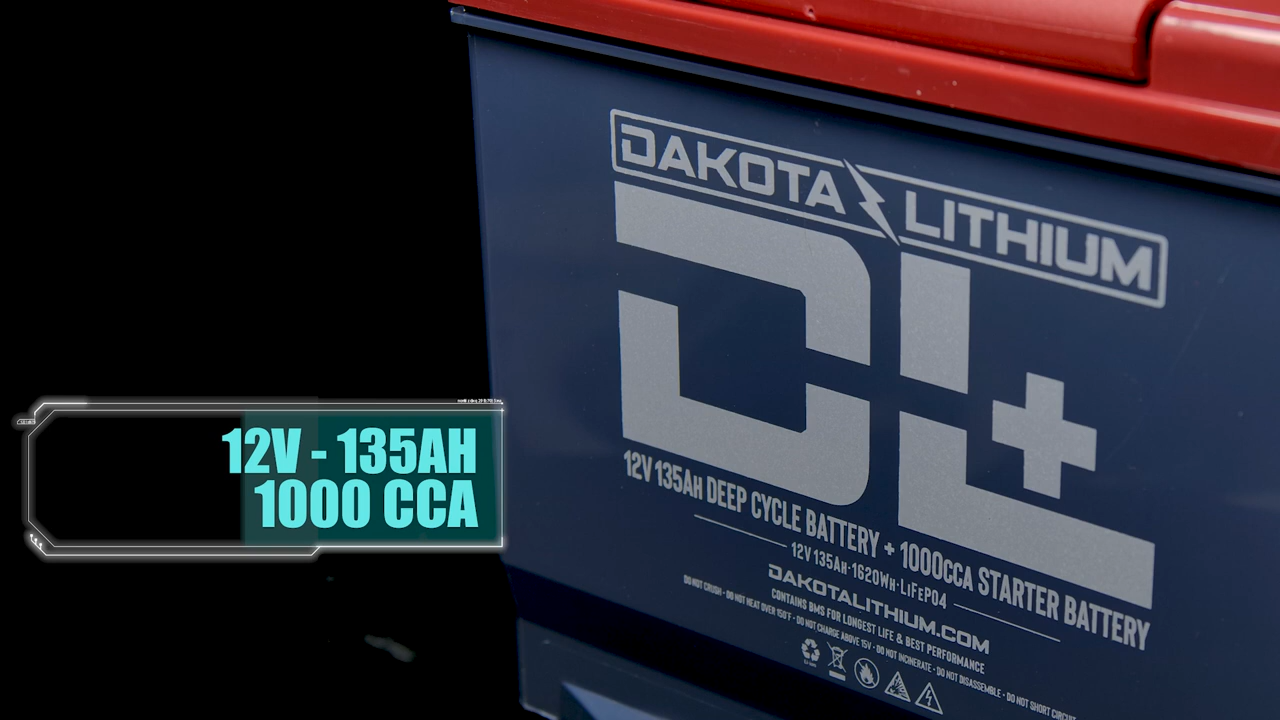 DAKOTA LITHIUM
DL+
12V 135AH DEEP CYCLE BATTERY + 1000CCA STARTER BATTERY
12V 135AH·1620WH·LiFePO4
DAKOTALITHIUM.COM
CONTAINS BMS FOR LONGEST LIFE & BEST PERFORMANCE
DO NOT CRUSH · DO NOT HEAT OVER 150°F · DO NOT CHARGE ABOVE 15V · DO NOT INCINERATE · DO NOT DISASSEMBLE · DO NOT SHORT CIRCUIT
12V - 135AH
1000 CCA